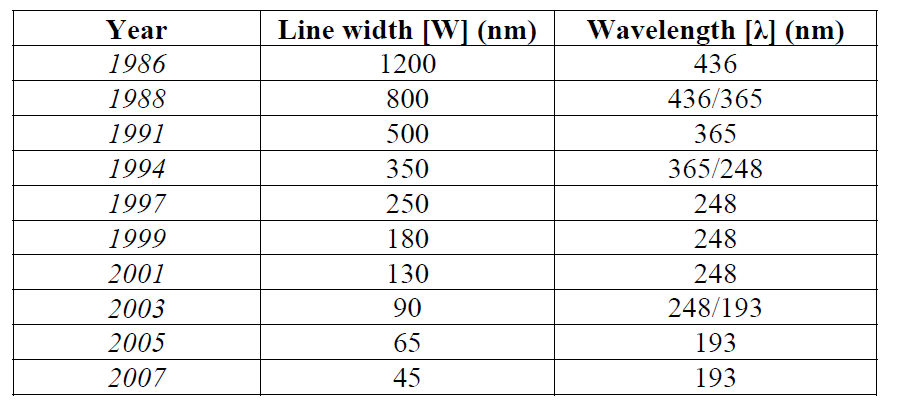 Year Line width [W] (nm) Wavelength [λ] (nm)
1986 1200 436
1988 800 436/365
1991 500 365
1994 350 365/248
1997 250 248
1999 180 248
2001 130 248
2003 90 248/193
2005 65 193
2007 45 193